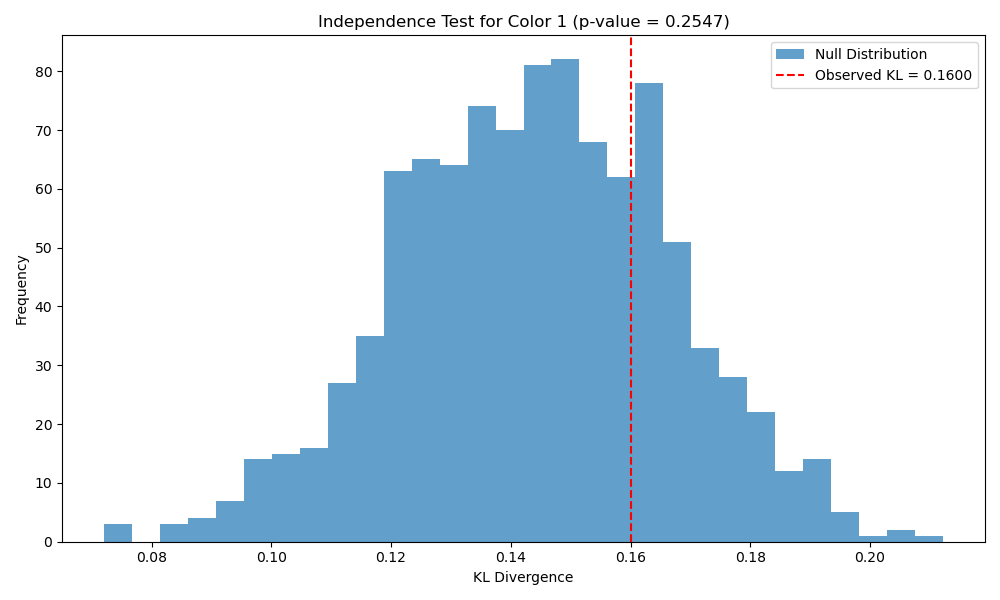 Independence Test for Color 1 (p-value = 0.2547)
Null Distribution
Observed KL = 0.1600
Frequency
80
70
60
50
40
30
20
10
0
0.08 0.10 0.12 0.14 0.16 0.18 0.20
KL Divergence